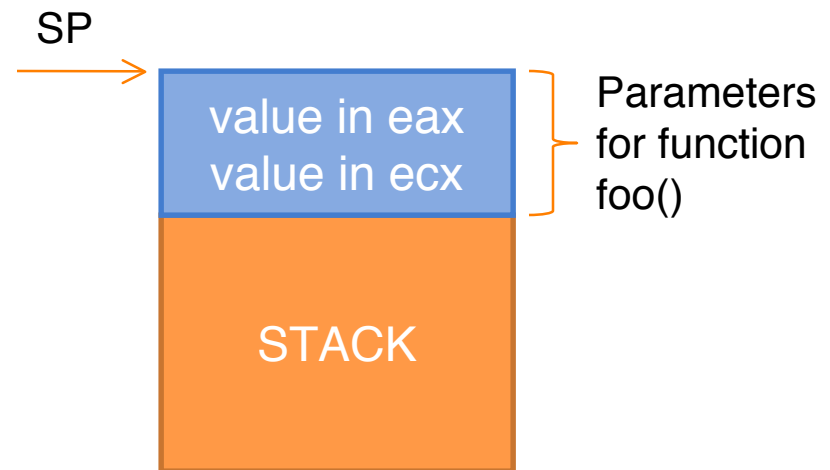 SP
value in eax
value in ecx
Parameters
for function
foo()
STACK